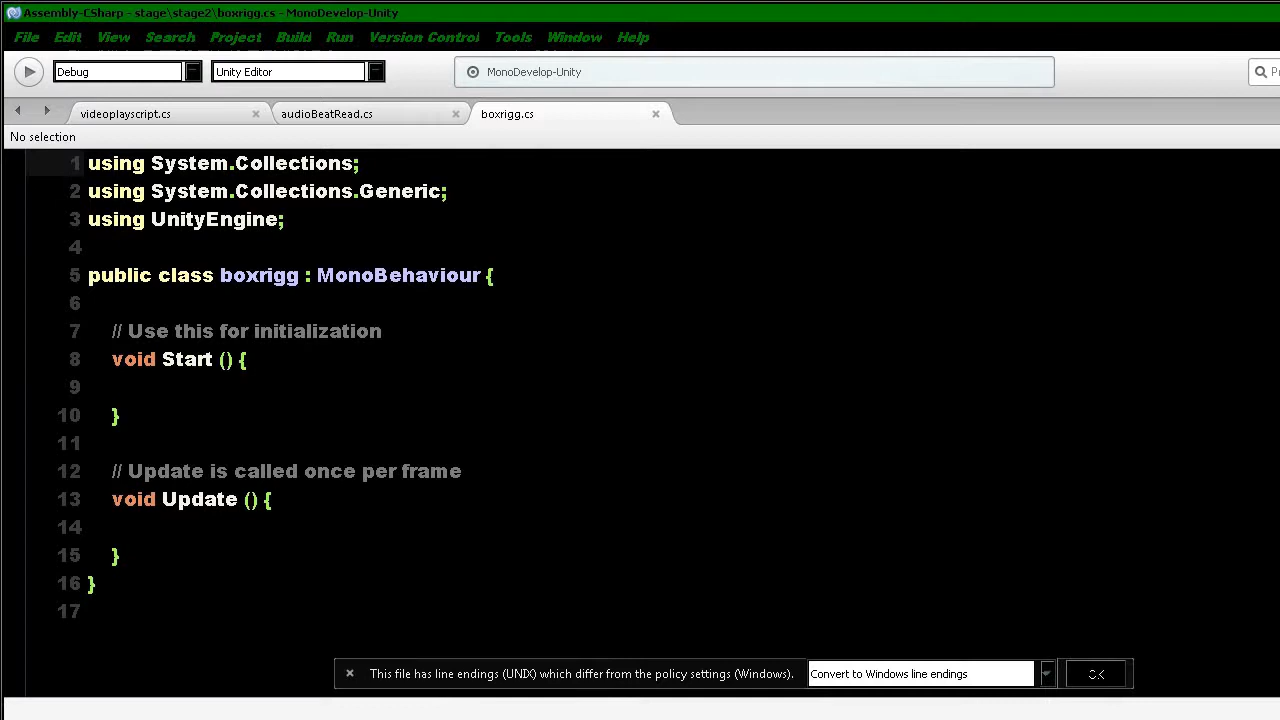 Assembly-CSharp - stage\stage2\boxrigg.cs - MonoDevelop-Unity
File Edit View Search Project Build Run Version Control Tools Window Help
Debug Unity Editor MonoDevelop-Unity
videoplayscript.cs audioBeatRead.cs boxrigg.cs
No selection
1 using System.Collections;
2 using System.Collections.Generic;
3 using UnityEngine;
4
5 public class boxrigg : MonoBehaviour {
6
7 // Use this for initialization
8 void Start () {
9
10 }
11
12 // Update is called once per frame
13 void Update () {
14
15 }
16 }
17
This file has line endings (UNIX) which differ from the policy settings (Windows). Convert to Windows line endings OK